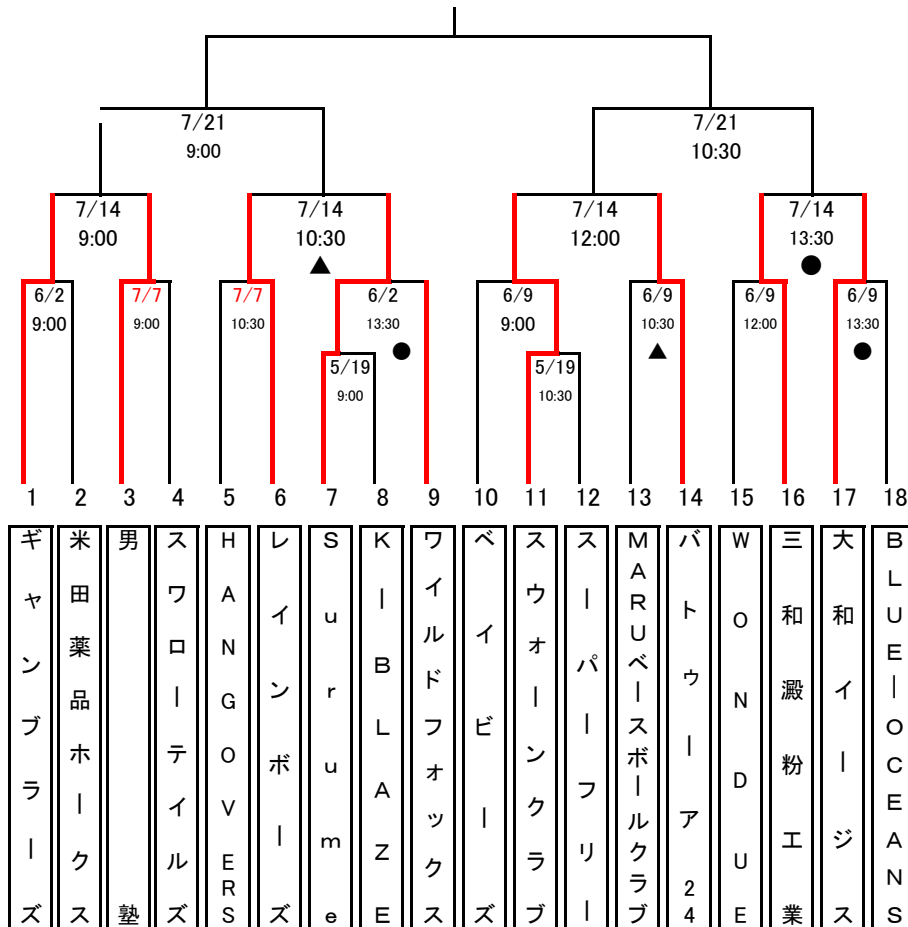 7/21
9:00
7/21
10:30
7/14
9:00
7/14
10:30
▲
7/14
12:00
7/14
13:30
●
6/2
9:00
7/7
9:00
7/7
10:30
6/2
13:30
●
6/9
9:00
6/9
10:30
▲
6/9
12:00
6/9
13:30
●
5/19
9:00
5/19
10:30
1 2 3 4 5 6 7 8 9 10 11 12 13 14 15 16 17 18
ギャンブラーズ
米田薬品ホークス
男塾
スワローテイルズ
HANGOVERS
レインボーズ
Surume
KIBLAZE
ワイルドフォックス
ベイビーズ
スウォーンクラブ
スーパーフリー
MARUベースボールクラブ
バトゥーア24
WONDUE
三和澱粉工業
大和イージス
BLUE-OCEANS